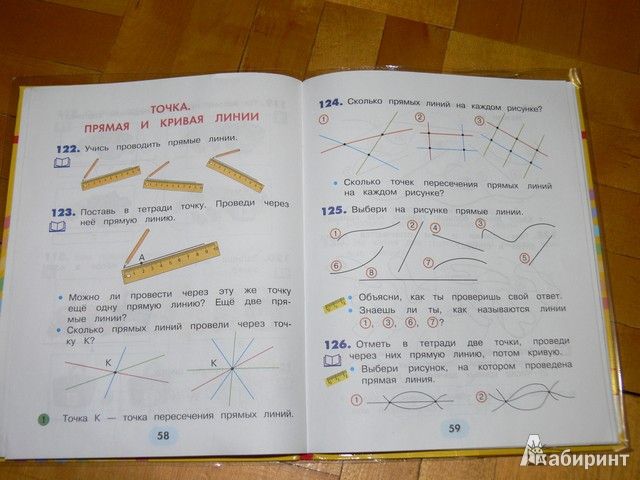 ТОЧКА.
ПРЯМАЯ И КРИВАЯ ЛИНИИ
122. Учись проводить прямые линии.
123. Поставь в тетради точку. Проведи через
неё прямую линию.
А
• Можно ли провести через эту же точку
ещё одну прямую линию? Ещё две пря-
мые линии?
• Сколько прямых линий провели через точ-
ку К?
К
К
1 Точка К — точка пересечения прямых линий.
58
124. Сколько прямых линий на каждом рисунке?
1 2 3
• Сколько точек пересечения прямых линий
на каждом рисунке?
125. Выбери на рисунке прямые линии.
1 2 4 3
6 8 7 5
• Объясни, как ты проверишь свой ответ.
• Знаешь ли ты, как называются линии
1, 3, 6, 7?
126. Отметь в тетради две точки, проведи
через них прямую линию, потом кривую.
• Выбери рисунок, на котором проведена
прямая линия.
1 2
59
Лабиринт